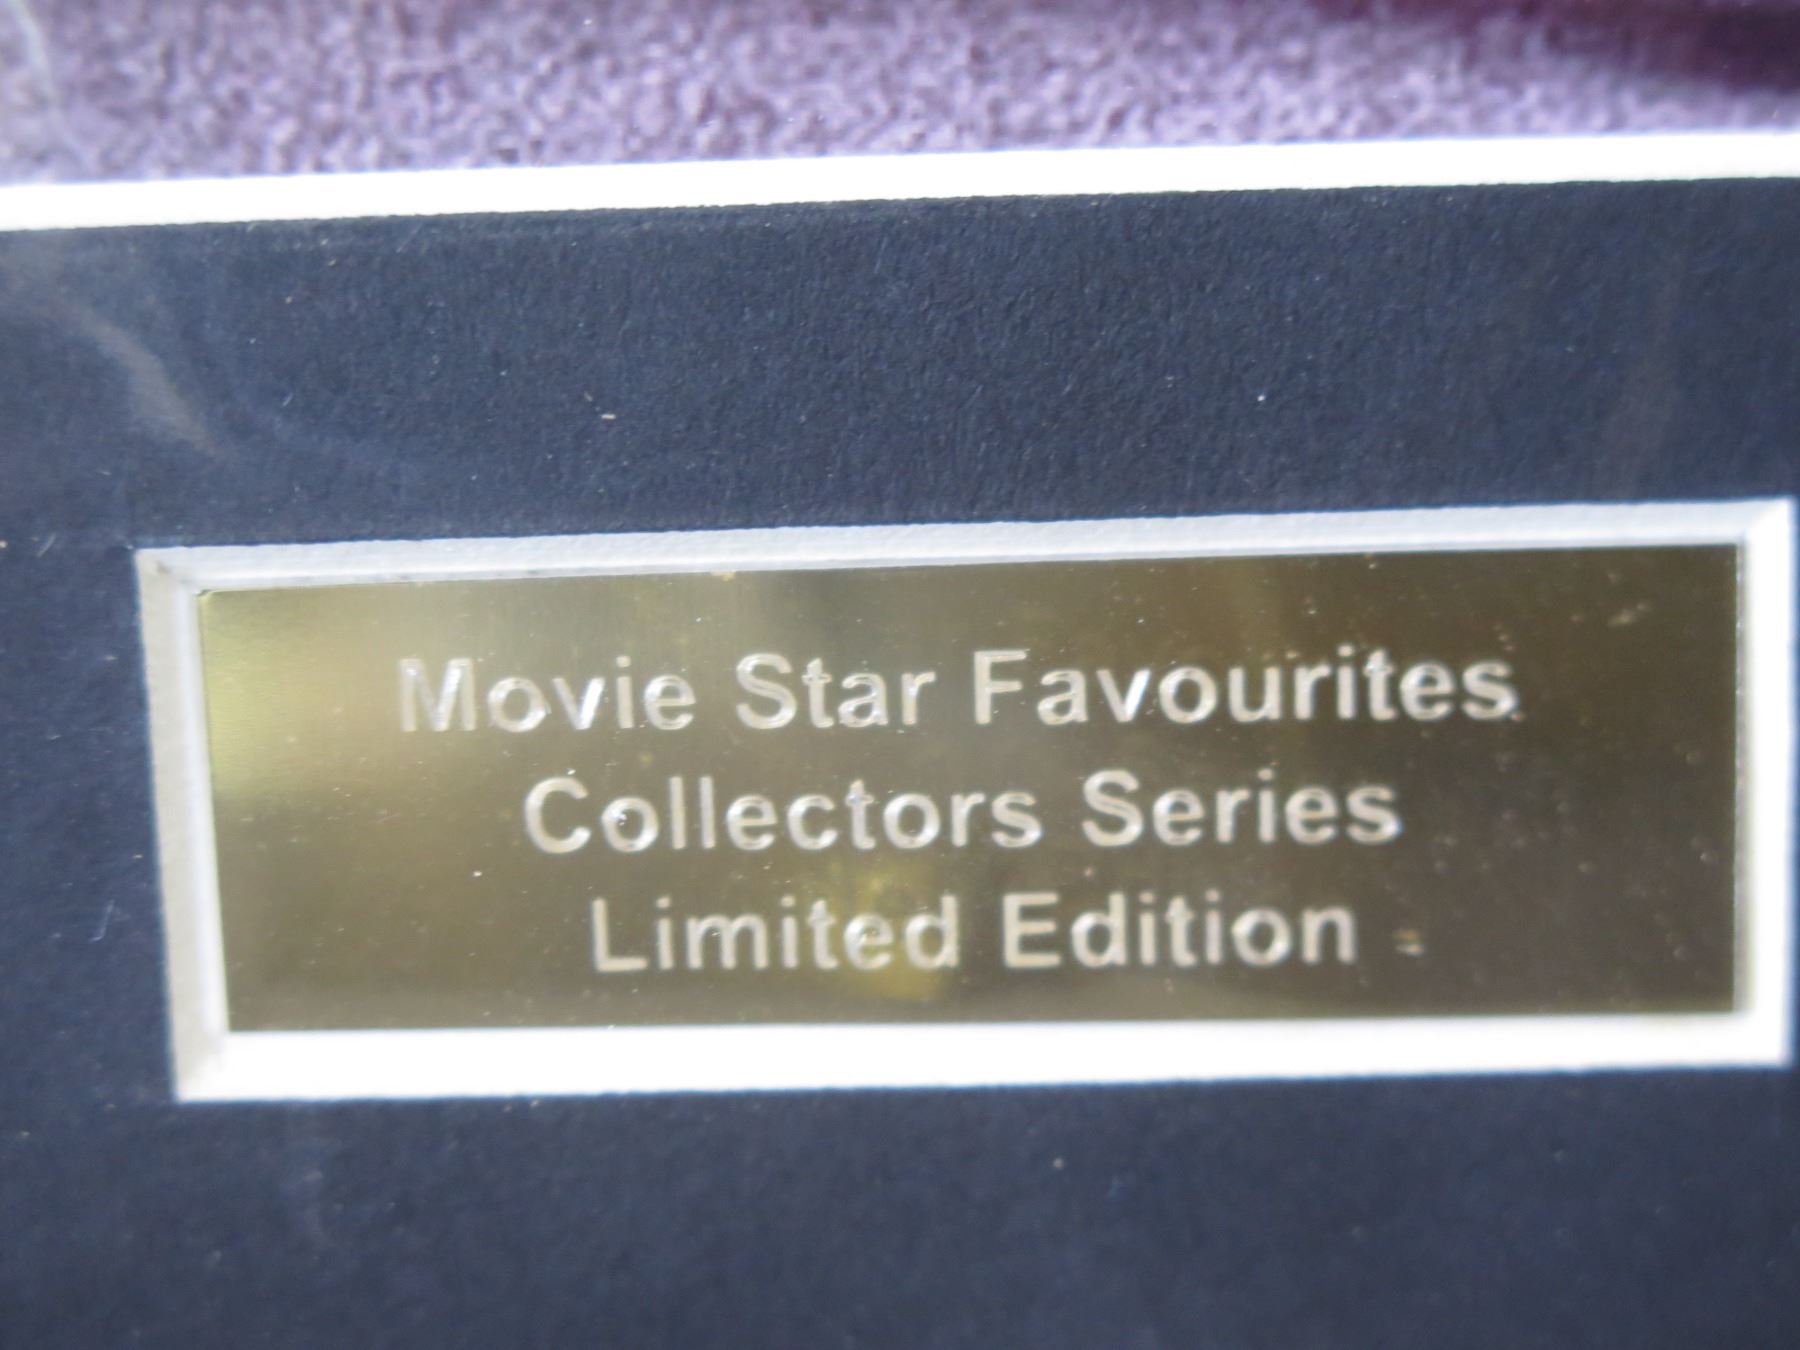 Movie Star Favourites
Collectors Series
Limited Edition